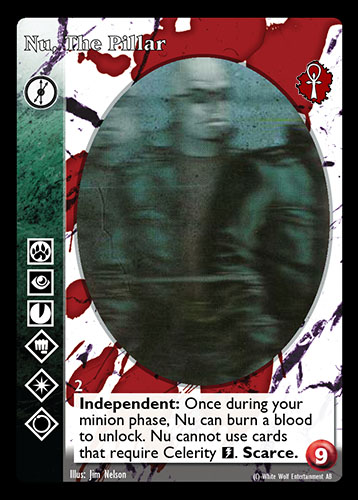 Nu, The Pillar
2
Independent: Once during your
minion phase, Nu can burn a blood
to unlock. Nu cannot use cards
that require Celerity . Scarce.
9
Illus: Jim Nelson
(C) White Wolf Entertainment AB